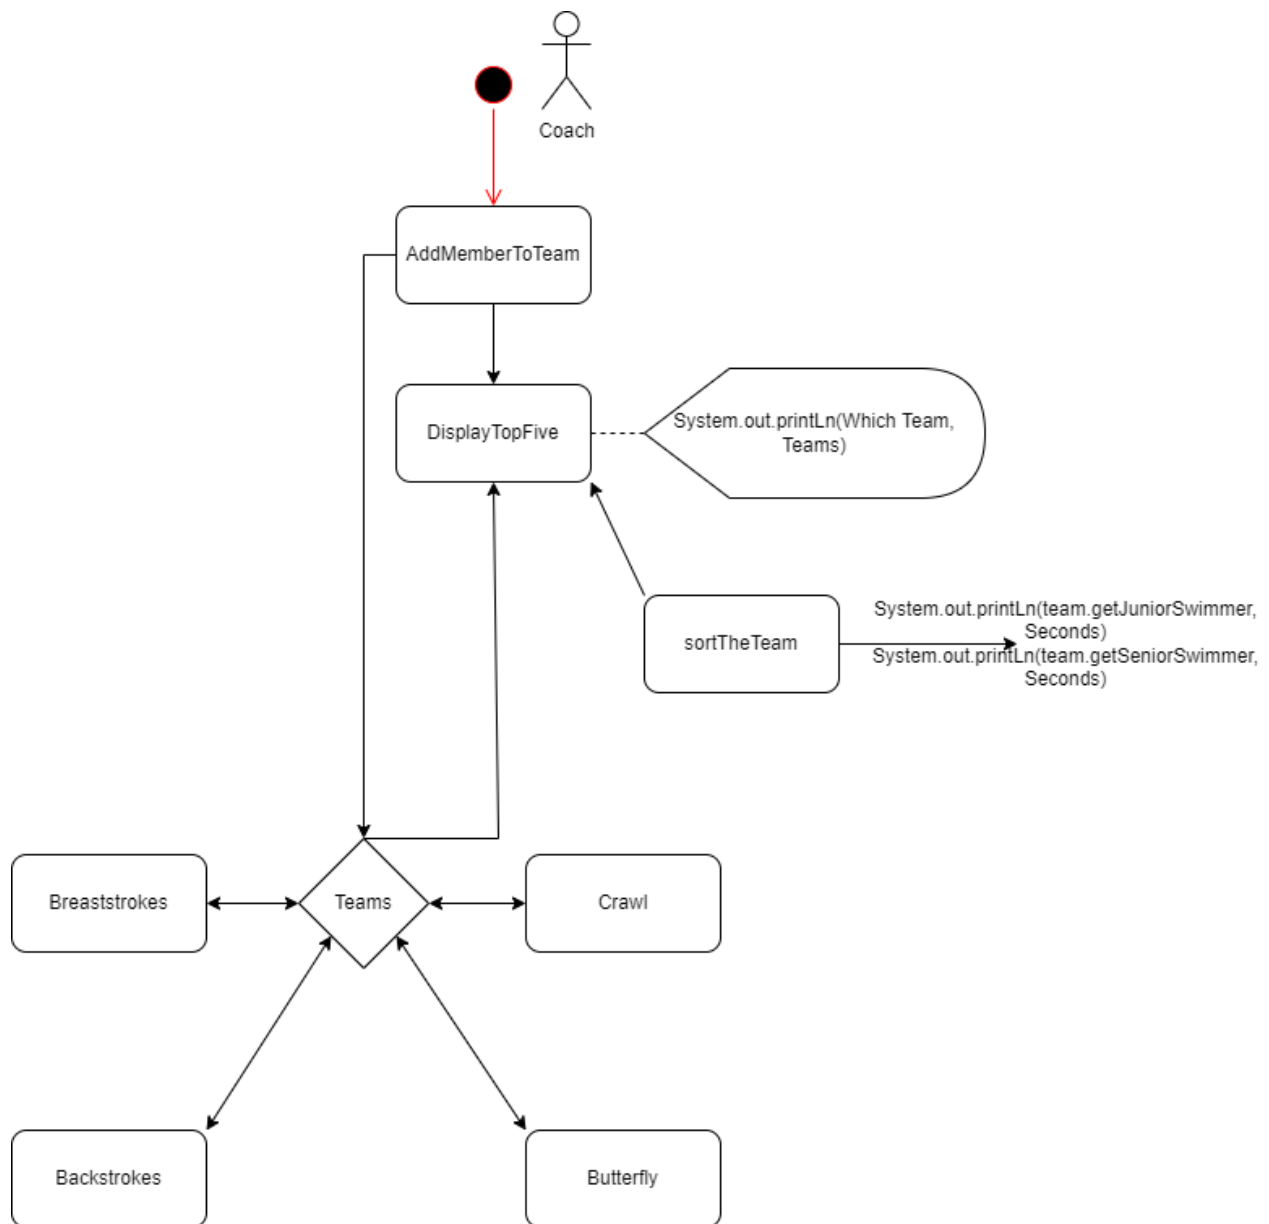 Coach
AddMemberToTeam
DisplayTopFive
System.out.printLn(Which Team,
Teams)
sortTheTeam
System.out.printLn(team.getJuniorSwimmer,
Seconds)
System.out.printLn(team.getSeniorSwimmer,
Seconds)
Breaststrokes
Teams
Crawl
Backstrokes
Butterfly